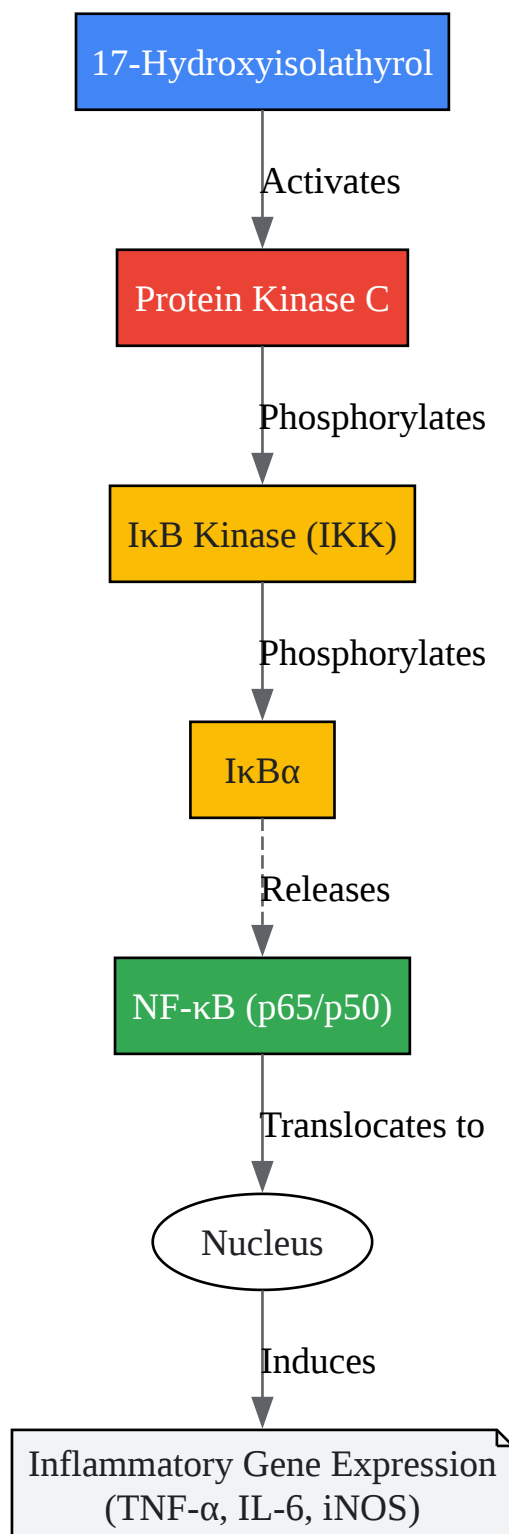 17-Hydroxyisolathyrol
Activates
Protein Kinase C
Phosphorylates
IκB Kinase (IKK)
Phosphorylates
IκBα
Releases
NF-κB (p65/p50)
Translocates to
Nucleus
Induces
Inflammatory Gene Expression
(TNF-α, IL-6, iNOS)